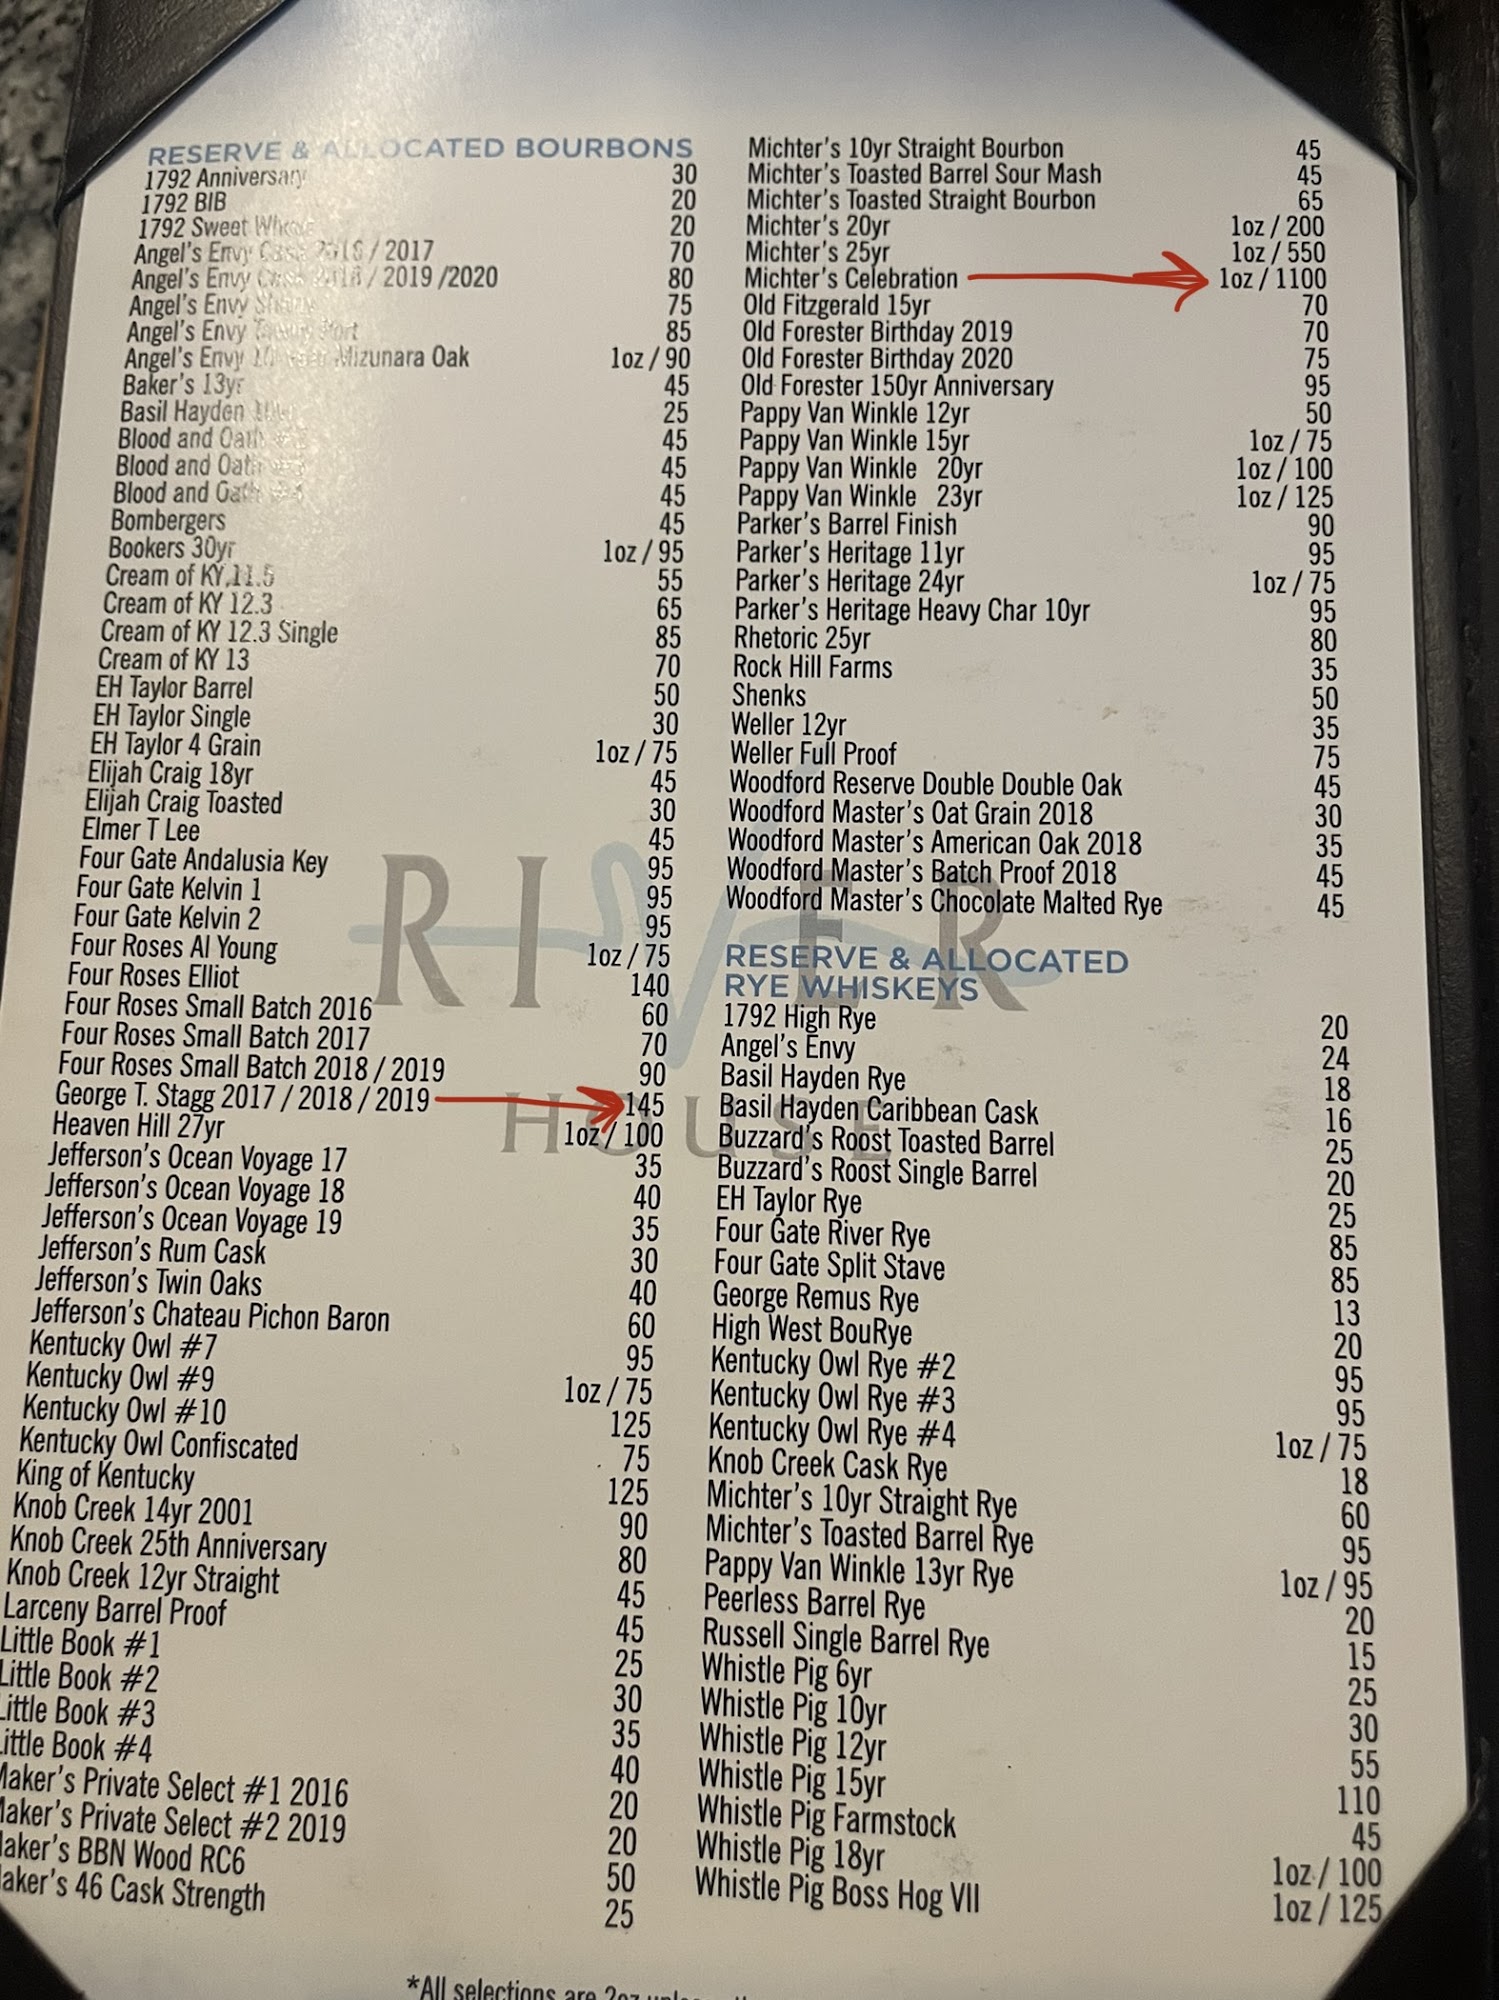 RESERVE & ALLOCATED BOURBONS
1792 Anniversary 30
1792 BIB 20
1792 Sweet Wheat 20
Angel's Envy Cask 2016 / 2017 70
Angel's Envy Cask 2018 / 2019 /2020 80
Angel's Envy Sherry 75
Angel's Envy Tawny Port 85
Angel's Envy Mizunara Oak 1oz / 90
Baker's 13yr 45
Basil Hayden 25
Blood and Oath 45
Blood and Oath 45
Blood and Oath 45
Bombergers 45
Bookers 30yr 1oz / 95
Cream of KY 11.5 55
Cream of KY 12.3 65
Cream of KY 12.3 Single 85
Cream of KY 13 70
EH Taylor Barrel 50
EH Taylor Single 30
EH Taylor 4 Grain 1oz / 75
Elijah Craig 18yr 45
Elijah Craig Toasted 30
Elmer T Lee 45
Four Gate Andalusia Key 95
Four Gate Kelvin 1 95
Four Gate Kelvin 2 95
Four Roses Al Young 1oz / 75
Four Roses Elliot 140
Four Roses Small Batch 2016 60
Four Roses Small Batch 2017 70
Four Roses Small Batch 2018 / 2019 90
George T. Stagg 2017 / 2018 / 2019 145
Heaven Hill 27yr 1oz / 100
Jefferson's Ocean Voyage 17 35
Jefferson's Ocean Voyage 18 40
Jefferson's Ocean Voyage 19 35
Jefferson's Rum Cask 30
Jefferson's Twin Oaks 40
Jefferson's Chateau Pichon Baron 60
Kentucky Owl #7 95
Kentucky Owl #9 1oz / 75
Kentucky Owl #10 125
Kentucky Owl Confiscated 75
King of Kentucky 125
Knob Creek 14yr 2001 90
Knob Creek 25th Anniversary 80
Knob Creek 12yr Straight 45
Larceny Barrel Proof 45
Little Book #1 25
Little Book #2 30
Little Book #3 35
Little Book #4 40
Maker's Private Select #1 2016 20
Maker's Private Select #2 2019 20
Maker's BBN Wood RC6 50
Maker's 46 Cask Strength 25
Michter's 10yr Straight Bourbon 45
Michter's Toasted Barrel Sour Mash 45
Michter's Toasted Straight Bourbon 65
Michter's 20yr 1oz / 200
Michter's 25yr 1oz / 550
Michter's Celebration 1oz / 1100
Old Fitzgerald 15yr 70
Old Forester Birthday 2019 70
Old Forester Birthday 2020 75
Old Forester 150yr Anniversary 95
Pappy Van Winkle 12yr 50
Pappy Van Winkle 15yr 1oz / 75
Pappy Van Winkle 20yr 1oz / 100
Pappy Van Winkle 23yr 1oz / 125
Parker's Barrel Finish 90
Parker's Heritage 11yr 95
Parker's Heritage 24yr 1oz / 75
Parker's Heritage Heavy Char 10yr 95
Rhetoric 25yr 80
Rock Hill Farms 35
Shenks 50
Weller 12yr 35
Weller Full Proof 75
Woodford Reserve Double Double Oak 45
Woodford Master's Oat Grain 2018 30
Woodford Master's American Oak 2018 35
Woodford Master's Batch Proof 2018 45
Woodford Master's Chocolate Malted Rye 45
RESERVE & ALLOCATED
RYE WHISKEYS
1792 High Rye 20
Angel's Envy 24
Basil Hayden Rye 18
Basil Hayden Caribbean Cask 16
Buzzard's Roost Toasted Barrel 25
Buzzard's Roost Single Barrel 20
EH Taylor Rye 25
Four Gate River Rye 85
Four Gate Split Stave 85
George Remus Rye 13
High West BouRye 20
Kentucky Owl Rye #2 95
Kentucky Owl Rye #3 95
Kentucky Owl Rye #4 1oz / 75
Knob Creek Cask Rye 18
Michter's 10yr Straight Rye 60
Michter's Toasted Barrel Rye 95
Pappy Van Winkle 13yr Rye 1oz / 95
Peerless Barrel Rye 20
Russell Single Barrel Rye 15
Whistle Pig 6yr 25
Whistle Pig 10yr 30
Whistle Pig 12yr 55
Whistle Pig 15yr 110
Whistle Pig Farmstock 45
Whistle Pig 18yr 1oz / 100
Whistle Pig Boss Hog VII 1oz / 125
RIVER
HOUSE
*All selections are 2oz